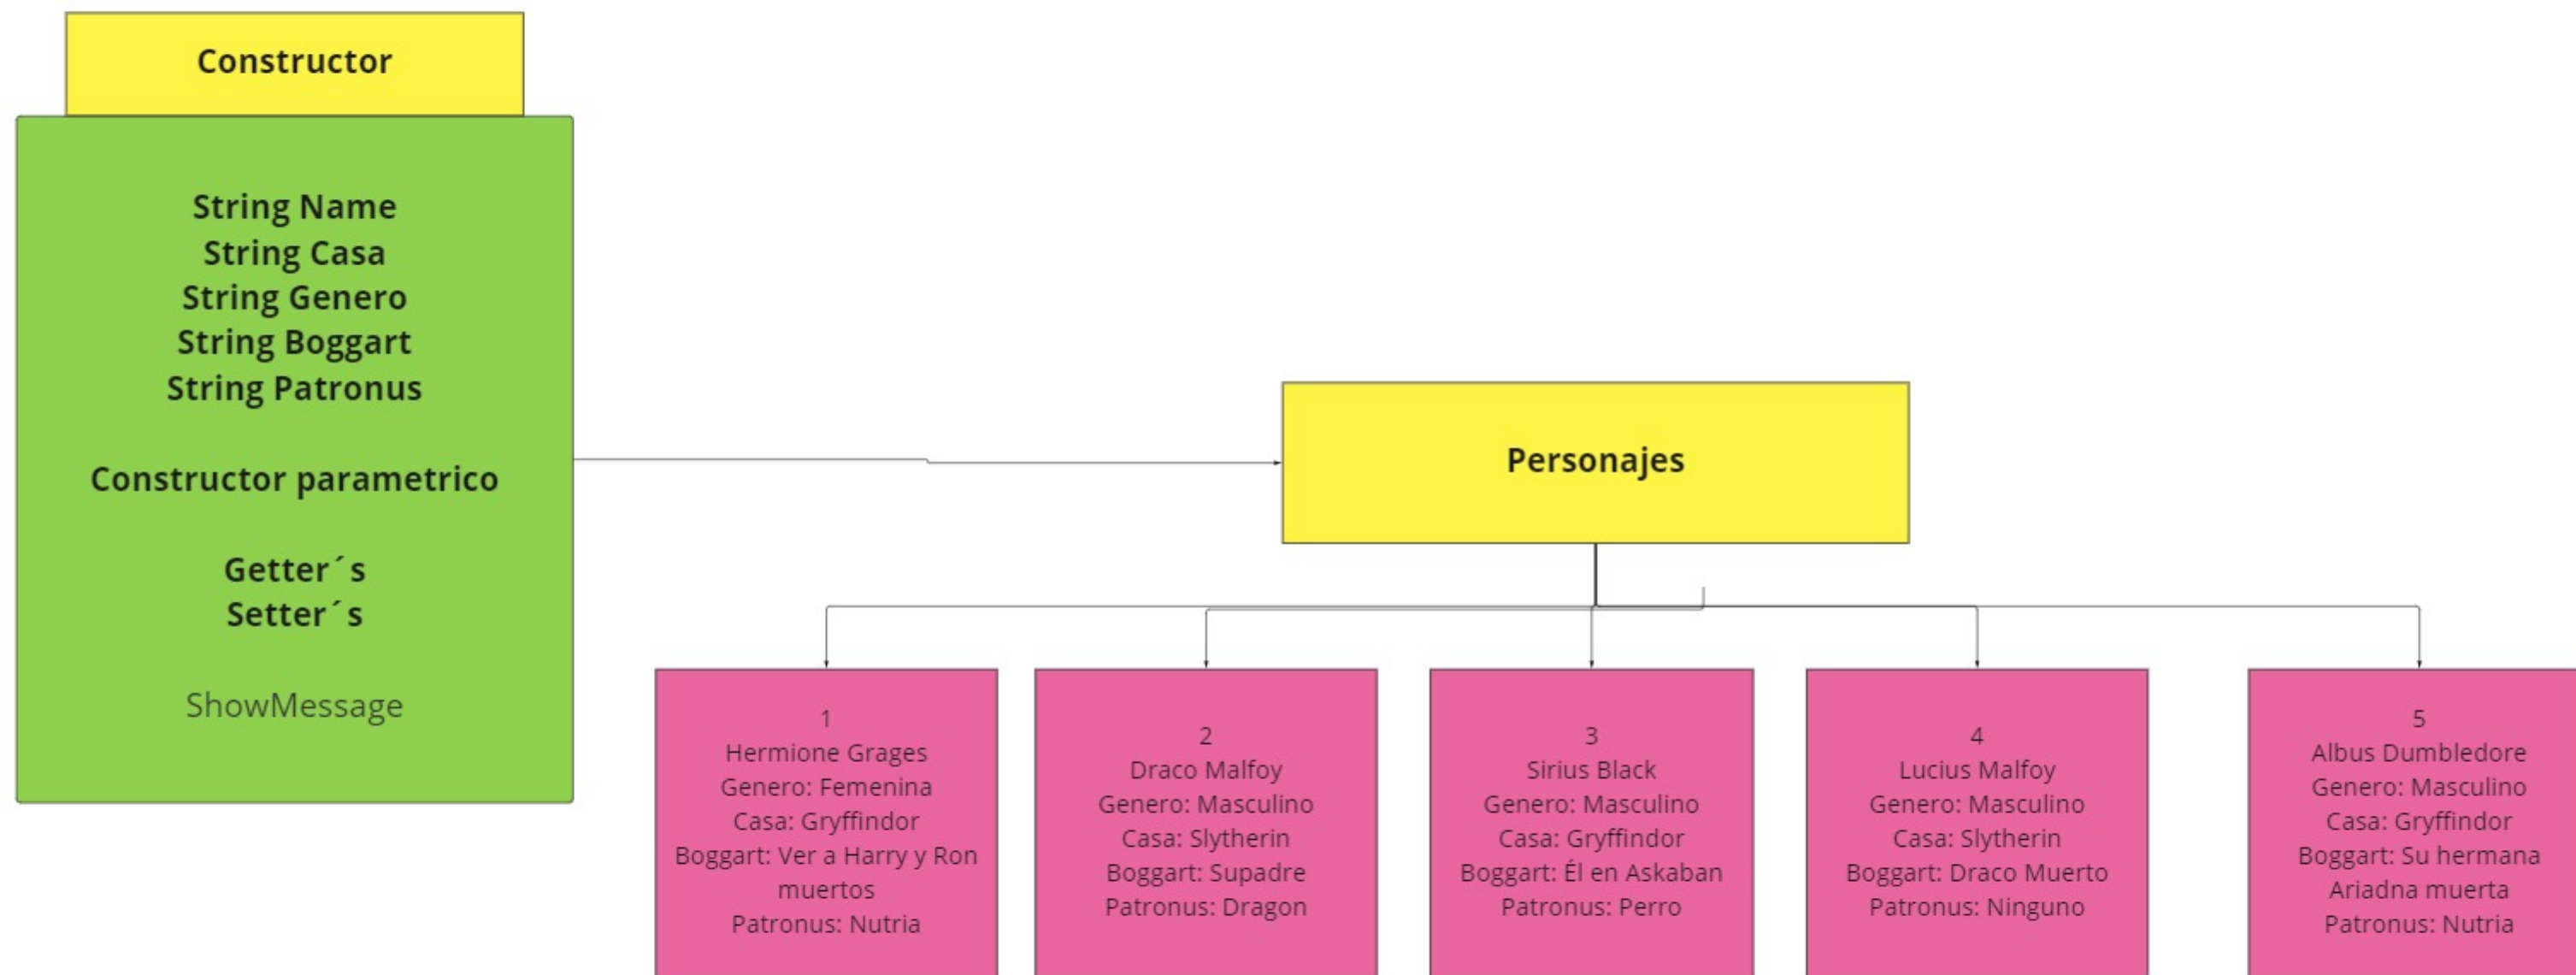 Constructor
String Name
String Casa
String Genero
String Boggart
String Patronus
Constructor parametrico
Getter´s
Setter´s
ShowMessage
Personajes
1
Hermione Grages
Genero: Femenina
Casa: Gryffindor
Boggart: Ver a Harry y Ron
muertos
Patronus: Nutria
2
Draco Malfoy
Genero: Masculino
Casa: Slytherin
Boggart: Supadre
Patronus: Dragon
3
Sirius Black
Genero: Masculino
Casa: Gryffindor
Boggart: Él en Askaban
Patronus: Perro
4
Lucius Malfoy
Genero: Masculino
Casa: Slytherin
Boggart: Draco Muerto
Patronus: Ninguno
5
Albus Dumbledore
Genero: Masculino
Casa: Gryffindor
Boggart: Su hermana
Ariadna muerta
Patronus: Nutria